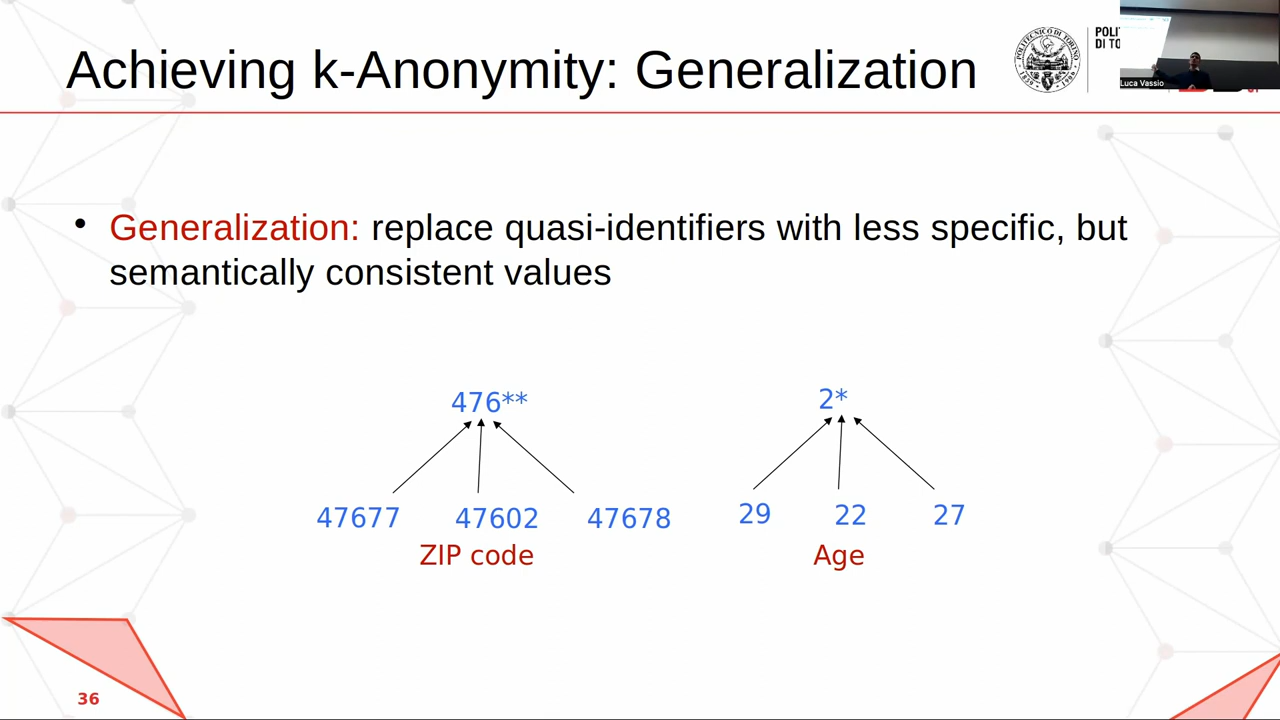 Achieving k-Anonymity: Generalization
POLI
DI TO
Luca Vassio
• Generalization: replace quasi-identifiers with less specific, but
semantically consistent values
476**
2*
47677 47602 47678
29 22 27
ZIP code
Age
36